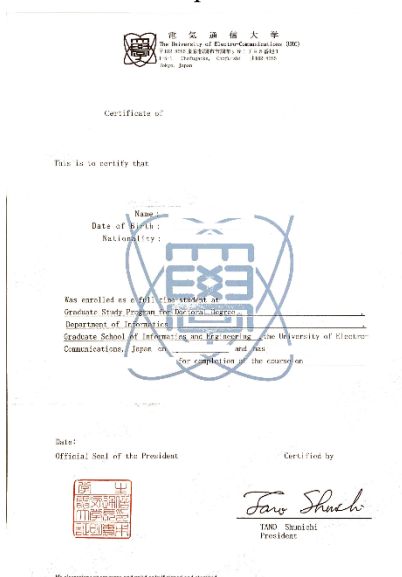 電気通信大学
The University of Electro-Communications (UEC)
Tokyo, Japan
Certificate of
This is to certify that
Name :
Date of Birth :
Nationality :
Was enrolled as a full time student at
Graduate Study Program for Doctoral Degree
Department of Informatics
Graduate School of Informatics and Engineering , the University of Electro-
Communications, Japan on and has
for completion of the course on
Date:
Official Seal of the President
Certified by
TANO Shunichi
President